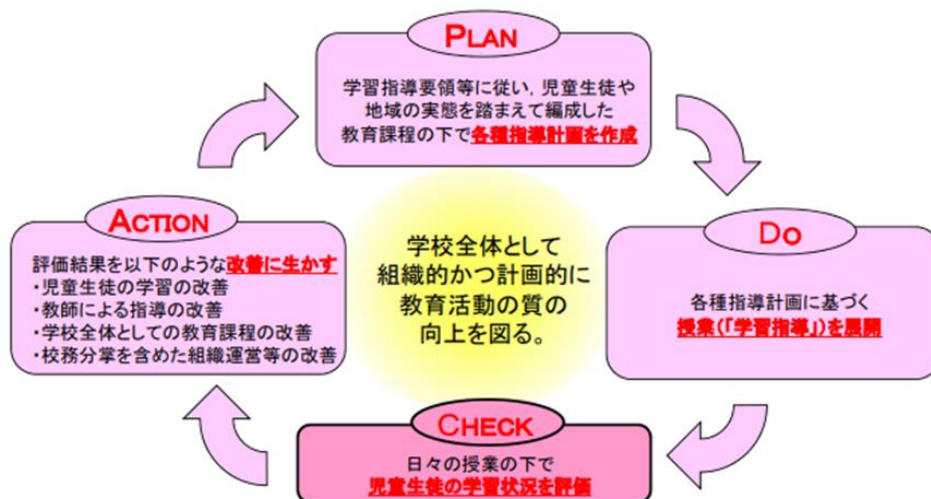 PLAN
学習指導要領等に従い，児童生徒や
地域の実態を踏まえて編成した
教育課程の下で各種指導計画を作成
Do
各種指導計画に基づく
授業（「学習指導」）を展開
CHECK
日々の授業の下で
児童生徒の学習状況を評価
ACTION
評価結果を以下のような改善に生かす
・児童生徒の学習の改善
・教師による指導の改善
・学校全体としての教育課程の改善
・校務分掌を含めた組織運営等の改善
学校全体として
組織的かつ計画的に
教育活動の質の
向上を図る。